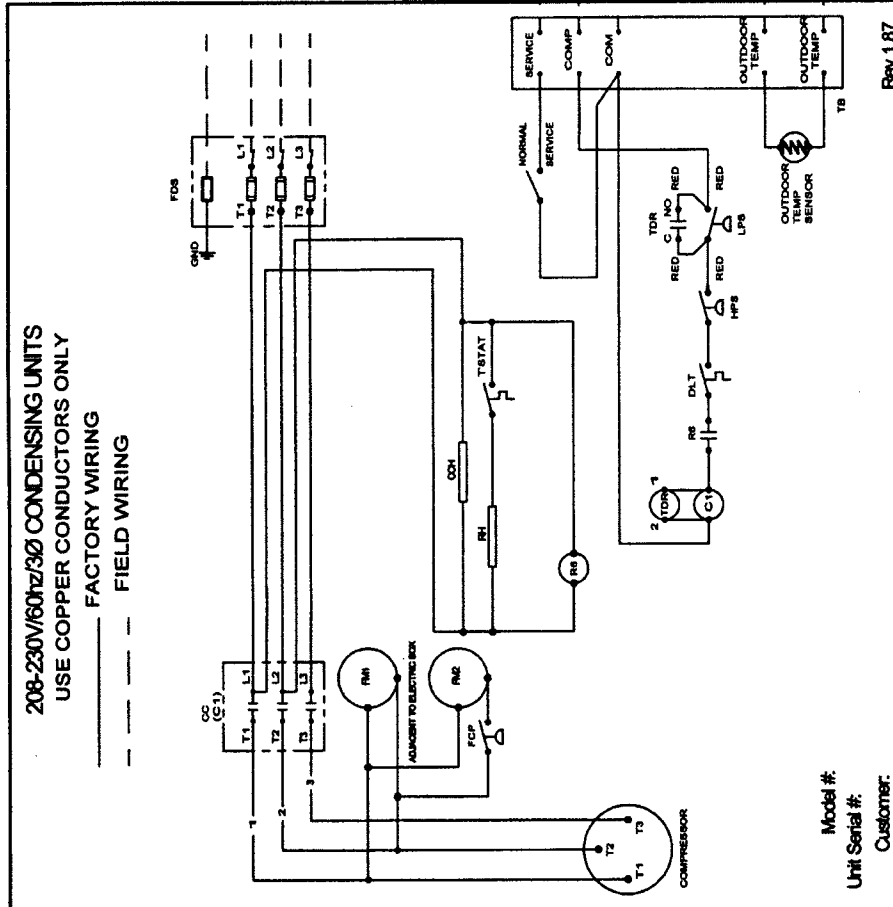 208-230V/60hz/3Ø CONDENSING UNITS
USE COPPER CONDUCTORS ONLY
FACTORY WIRING
FIELD WIRING
FDS
GND
L1
L2
L3
T1
T2
T3
CC
(C1)
L1
L2
L3
T1
T2
T3
1
2
3
FM1
ADJACENT TO ELECTRIC BOX
FM2
FCP
T1
T2
T3
COMPRESSOR
CCH
T'STAT
RH
R6
SERVICE
COMP
COM
OUTDOOR
TEMP
OUTDOOR
TEMP
TB
NORMAL
SERVICE
TDR
C
NO
RED
RED
RED
RED
LPS
HPS
DLT
R6
2
TDR
1
C1
OUTDOOR
TEMP
SENSOR
Model #:
Unit Serial #:
Customer:
Rev 1.87